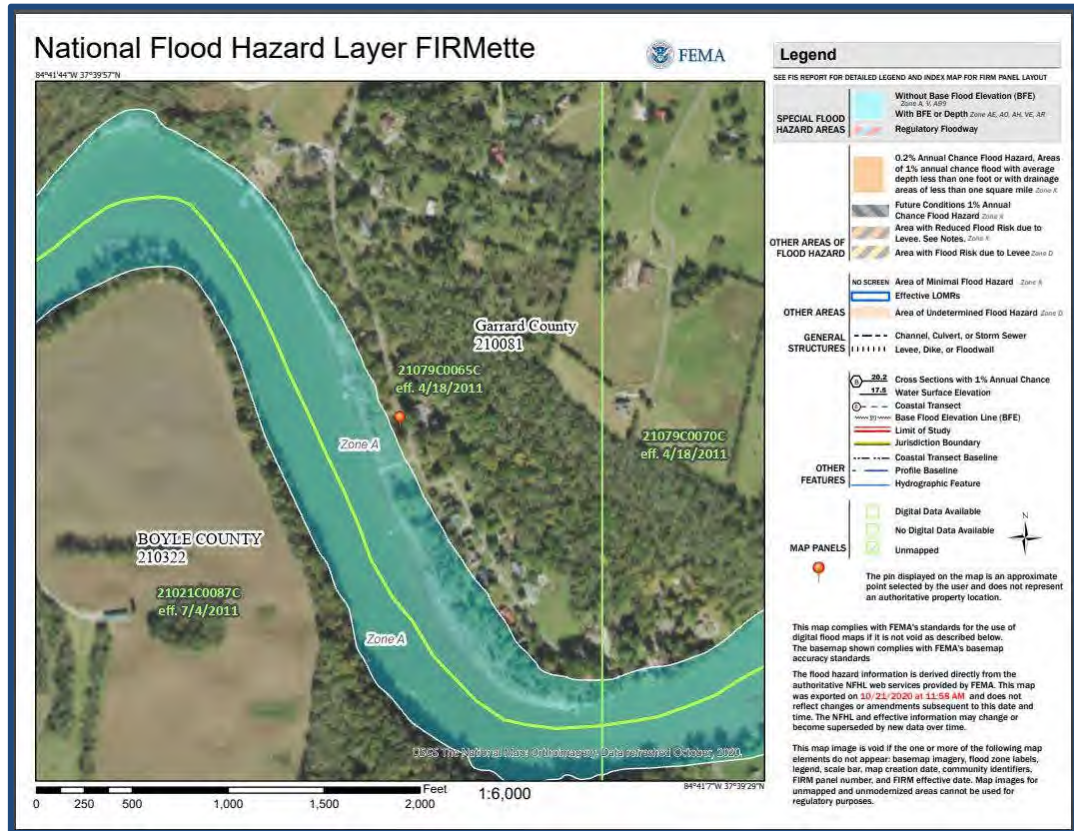 National Flood Hazard Layer FIRMette
FEMA
84°41'44"W 37°39'57"N
Garrard County
210081
21079C0065C
eff. 4/18/2011
Zone A
21079C0070C
eff. 4/18/2011
BOYLE COUNTY
210322
21021C0087C
eff. 7/4/2011
Zone A
USGS The National Map: Orthoimagery. Data refreshed October, 2020.
0 250 500 1,000 1,500 2,000
Feet
1:6,000
84°41'7"W 37°39'29"N
Legend
SEE FIS REPORT FOR DETAILED LEGEND AND INDEX MAP FOR FIRM PANEL LAYOUT
SPECIAL FLOOD
HAZARD AREAS
Without Base Flood Elevation (BFE)
Zone A, V, A99
With BFE or Depth Zone AE, AO, AH, VE, AR
Regulatory Floodway
OTHER AREAS OF
FLOOD HAZARD
0.2% Annual Chance Flood Hazard, Areas
of 1% annual chance flood with average
depth less than one foot or with drainage
areas of less than one square mile Zone X
Future Conditions 1% Annual
Chance Flood Hazard Zone X
Area with Reduced Flood Risk due to
Levee. See Notes. Zone X
Area with Flood Risk due to Levee Zone D
OTHER AREAS
NO SCREEN Area of Minimal Flood Hazard Zone X
Effective LOMRs
Area of Undetermined Flood Hazard Zone D
GENERAL
STRUCTURES
Channel, Culvert, or Storm Sewer
Levee, Dike, or Floodwall
OTHER
FEATURES
B 20.2 Cross Sections with 1% Annual Chance
17.5 Water Surface Elevation
Coastal Transect
Base Flood Elevation Line (BFE)
Limit of Study
Jurisdiction Boundary
Coastal Transect Baseline
Profile Baseline
Hydrographic Feature
MAP PANELS
Digital Data Available
No Digital Data Available
Unmapped
N
The pin displayed on the map is an approximate
point selected by the user and does not represent
an authoritative property location.
This map complies with FEMA's standards for the use of
digital flood maps if it is not void as described below.
The basemap shown complies with FEMA's basemap
accuracy standards
The flood hazard information is derived directly from the
authoritative NFHL web services provided by FEMA. This map
was exported on 10/21/2020 at 11:58 AM and does not
reflect changes or amendments subsequent to this date and
time. The NFHL and effective information may change or
become superseded by new data over time.
This map image is void if the one or more of the following map
elements do not appear: basemap imagery, flood zone labels,
legend, scale bar, map creation date, community identifiers,
FIRM panel number, and FIRM effective date. Map images for
unmapped and unmodernized areas cannot be used for
regulatory purposes.